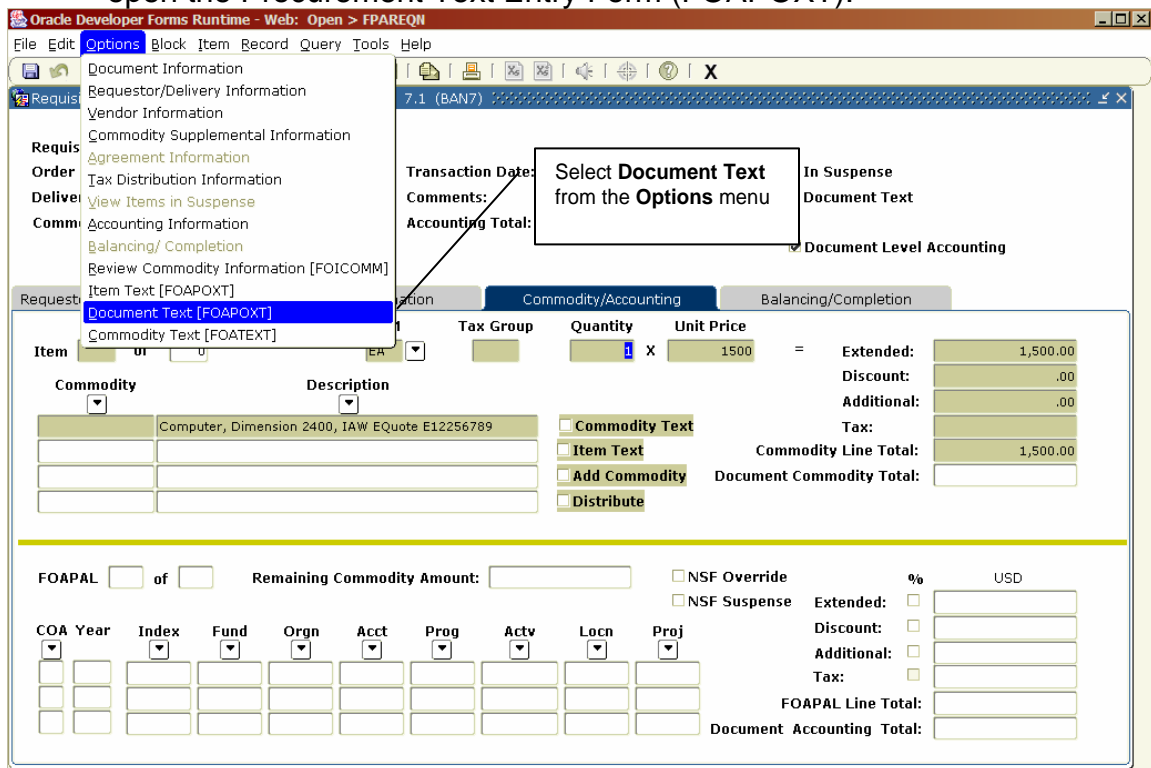 open the Procurement Text Entry Form (FOAPOXT).
Oracle Developer Forms Runtime - Web: Open > FPAREQN
File Edit Options Block Item Record Query Tools Help
Document Information
Requestor/Delivery Information
Vendor Information
Commodity Supplemental Information
Agreement Information
Tax Distribution Information
View Items in Suspense
Accounting Information
Balancing/ Completion
Review Commodity Information [FOICOMM]
Item Text [FOAPOXT]
Document Text [FOAPOXT]
Commodity Text [FOATEXT]
X
Requisi 7.1 (BAN7)
Requis
Order Transaction Date: In Suspense
Deliver Comments: Document Text
Comm Accounting Total:
Document Level Accounting
Select Document Text
from the Options menu
Request ation Commodity/Accounting Balancing/Completion
Tax Group Quantity Unit Price
Item of 0 EA 1 X 1500 = Extended: 1,500.00
Discount: .00
Commodity Description Additional: .00
Computer, Dimension 2400, IAW EQuote E12256789 Commodity Text Tax:
Item Text Commodity Line Total: 1,500.00
Add Commodity Document Commodity Total:
Distribute
FOAPAL of Remaining Commodity Amount: NSF Override % USD
NSF Suspense Extended:
COA Year Index Fund Orgn Acct Prog Actv Locn Proj Discount:
Additional:
Tax:
FOAPAL Line Total:
Document Accounting Total: